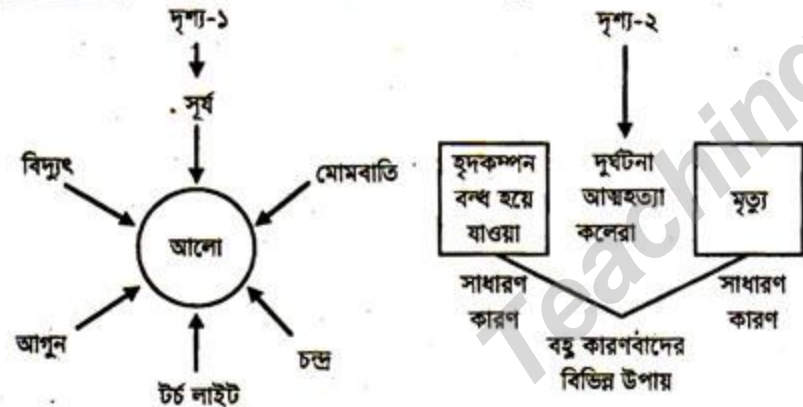 দৃশ্য-১
সূর্য
বিদ্যুৎ
মোমবাতি
আলো
আগুন
চন্দ্র
টর্চ লাইট
দৃশ্য-২
হৃদকম্পন
বন্ধ হয়ে
যাওয়া
দুর্ঘটনা
আত্মহত্যা
কলেরা
মৃত্যু
সাধারণ
কারণ
সাধারণ
কারণ
বহু কারণবাদের
বিভিন্ন উপায়
Teaching